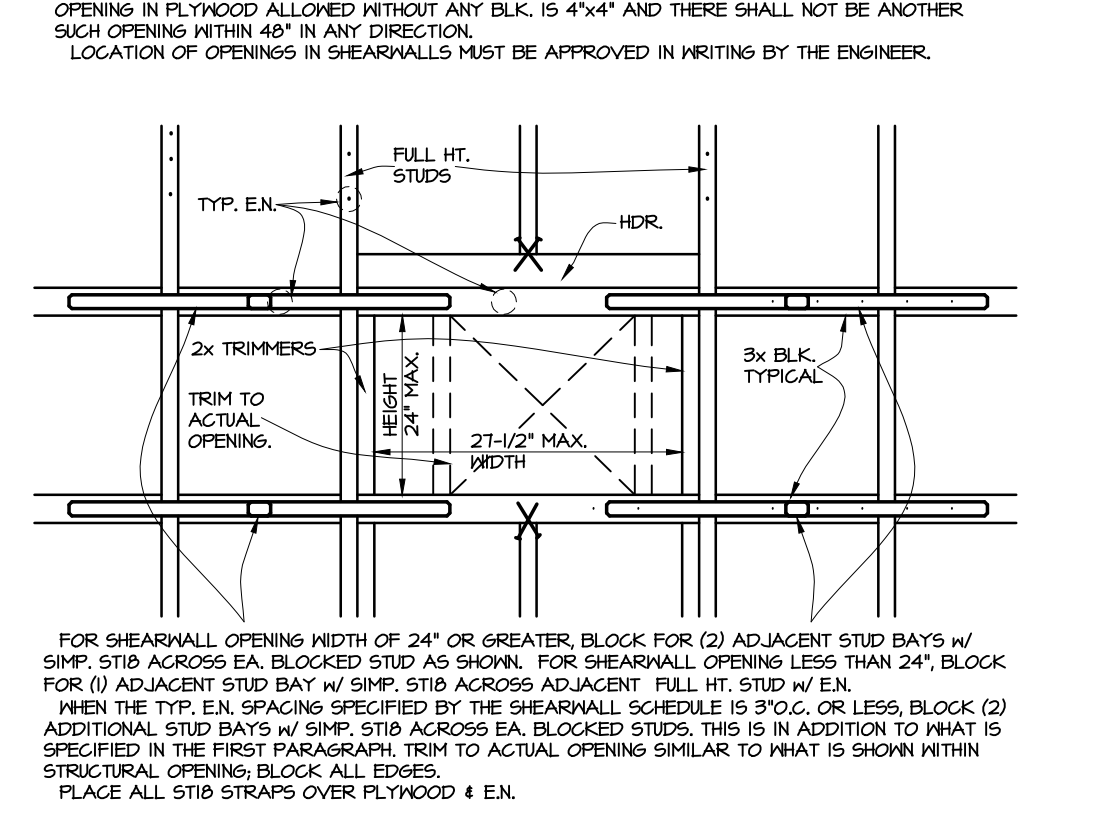 OPENING IN PLYWOOD ALLOWED WITHOUT ANY BLK. IS 4"x4" AND THERE SHALL NOT BE ANOTHER
SUCH OPENING WITHIN 48" IN ANY DIRECTION.
LOCATION OF OPENINGS IN SHEARWALLS MUST BE APPROVED IN WRITING BY THE ENGINEER.
FULL HT.
STUDS
TYP. E.N.
HDR.
2x TRIMMERS
3x BLK.
TYPICAL
TRIM TO
ACTUAL
OPENING.
HEIGHT
24" MAX.
27-1/2" MAX.
WIDTH
FOR SHEARWALL OPENING WIDTH OF 24" OR GREATER, BLOCK FOR (2) ADJACENT STUD BAYS w/
SIMP. ST18 ACROSS EA. BLOCKED STUD AS SHOWN. FOR SHEARWALL OPENING LESS THAN 24", BLOCK
FOR (1) ADJACENT STUD BAY w/ SIMP. ST18 ACROSS ADJACENT FULL HT. STUD w/ E.N.
WHEN THE TYP. E.N. SPACING SPECIFIED BY THE SHEARWALL SCHEDULE IS 3"O.C. OR LESS, BLOCK (2)
ADDITIONAL STUD BAYS w/ SIMP. ST18 ACROSS EA. BLOCKED STUDS. THIS IS IN ADDITION TO WHAT IS
SPECIFIED IN THE FIRST PARAGRAPH. TRIM TO ACTUAL OPENING SIMILAR TO WHAT IS SHOWN WITHIN
STRUCTURAL OPENING; BLOCK ALL EDGES.
PLACE ALL ST18 STRAPS OVER PLYWOOD & E.N.